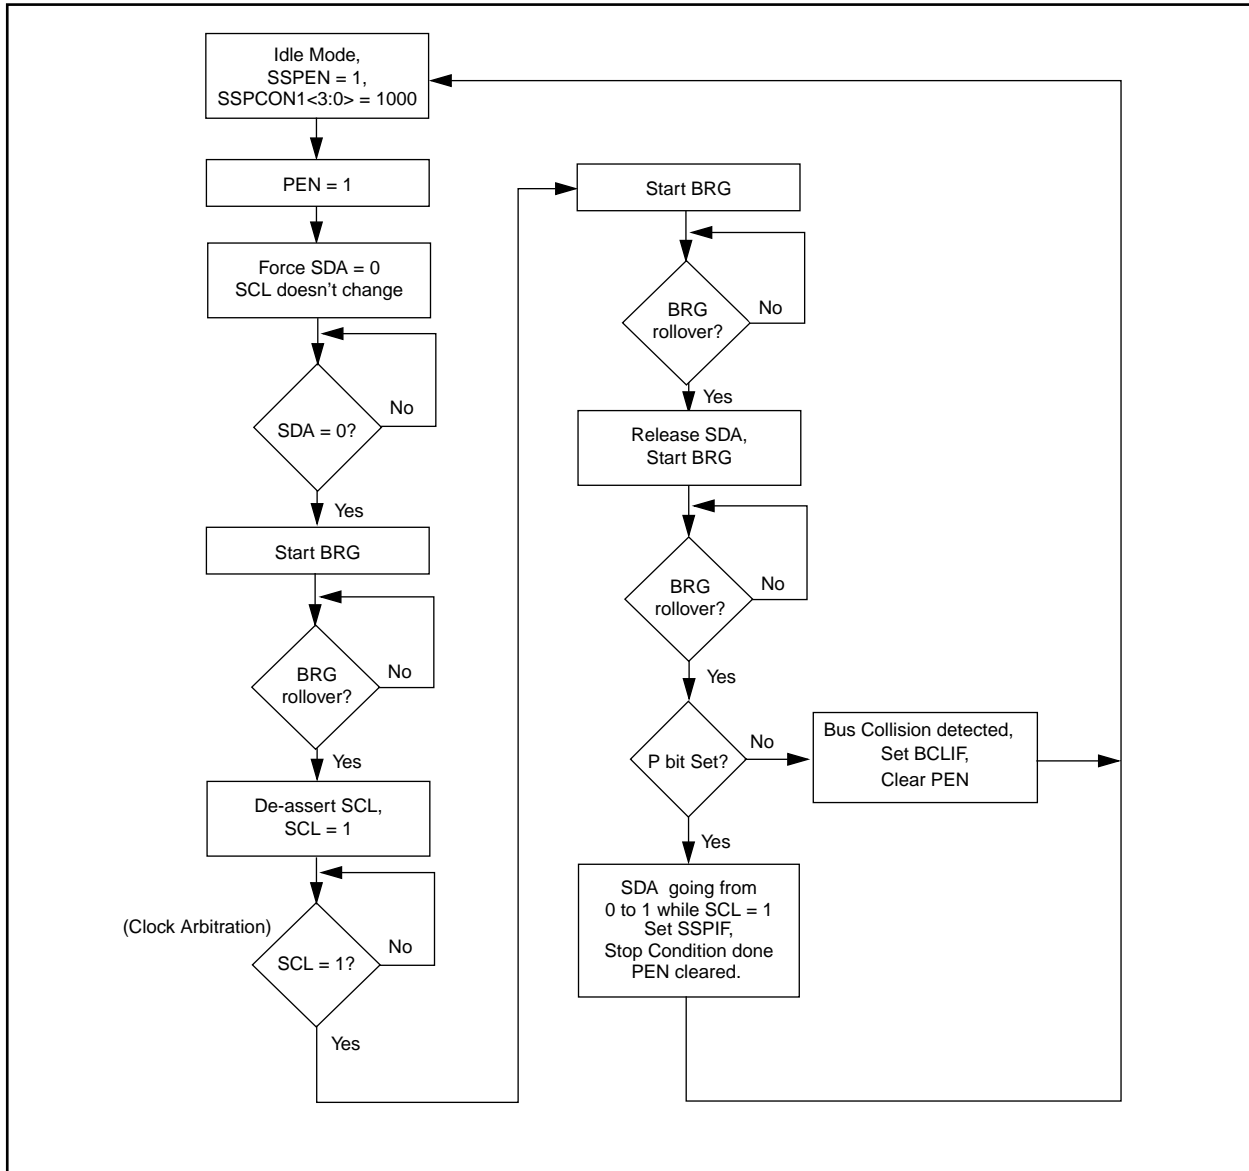 Idle Mode,
SSPEN = 1,
SSPCON1<3:0> = 1000
PEN = 1
Force SDA = 0
SCL doesn't change
No
SDA = 0?
Yes
Start BRG
No
BRG
rollover?
Yes
De-assert SCL,
SCL = 1
(Clock Arbitration)
No
SCL = 1?
Yes
Start BRG
BRG
rollover?
No
Yes
Release SDA,
Start BRG
BRG
rollover?
No
Yes
P bit Set?
No
Bus Collision detected,
Set BCLIF,
Clear PEN
Yes
SDA going from
0 to 1 while SCL = 1
Set SSPIF,
Stop Condition done
PEN cleared.